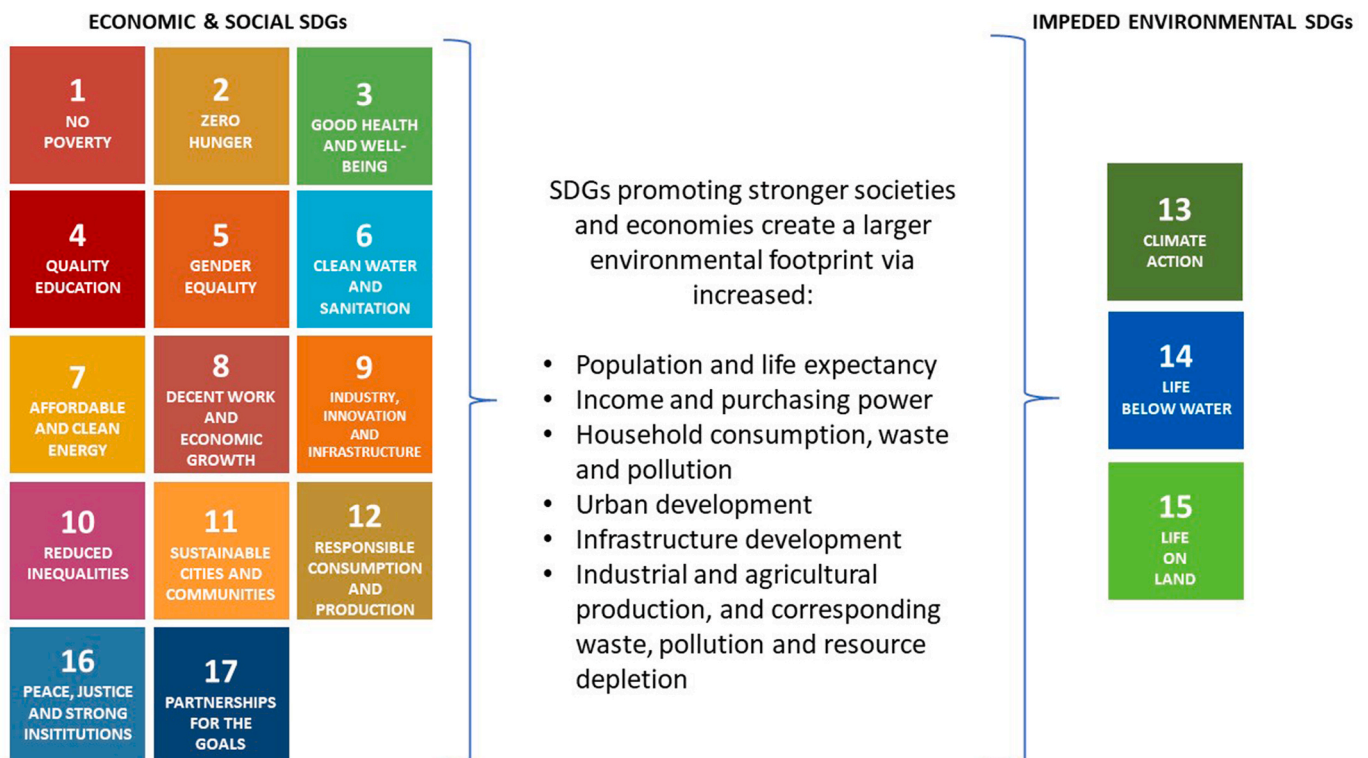 ECONOMIC & SOCIAL SDGs
1
NO
POVERTY
2
ZERO
HUNGER
3
GOOD HEALTH
AND WELL-
BEING
4
QUALITY
EDUCATION
5
GENDER
EQUALITY
6
CLEAN WATER
AND
SANITATION
7
AFFORDABLE
AND CLEAN
ENERGY
8
DECENT WORK
AND
ECONOMIC
GROWTH
9
INDUSTRY,
INNOVATION
AND
INFRASTRUCTURE
10
REDUCED
INEQUALITIES
11
SUSTAINABLE
CITIES AND
COMMUNITIES
12
RESPONSIBLE
CONSUMPTION
AND
PRODUCTION
16
PEACE, JUSTICE
AND STRONG
INSITITUTIONS
17
PARTNERSHIPS
FOR THE
GOALS
SDGs promoting stronger societies
and economies create a larger
environmental footprint via
increased:
• Population and life expectancy
• Income and purchasing power
• Household consumption, waste
and pollution
• Urban development
• Infrastructure development
• Industrial and agricultural
production, and corresponding
waste, pollution and resource
depletion
IMPEDED ENVIRONMENTAL SDGs
13
CLIMATE
ACTION
14
LIFE
BELOW WATER
15
LIFE
ON
LAND